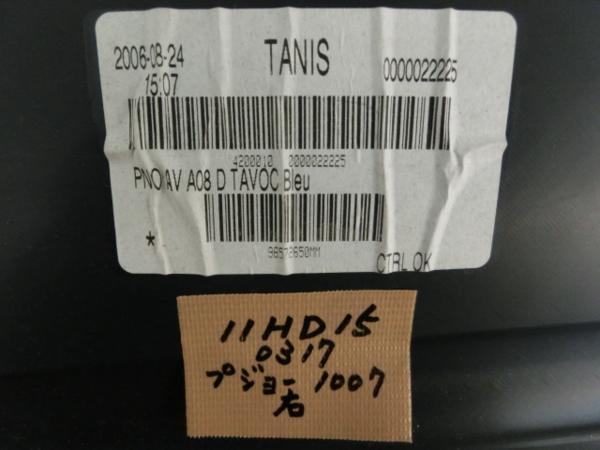 2006-08-24 TANIS 0000022225
15:07
4200010 0000022225
PNO AV A08 D TAVOC Bleu
*
96572650MM
CTRL OK
11HD15
0317
プジョー 1007
右